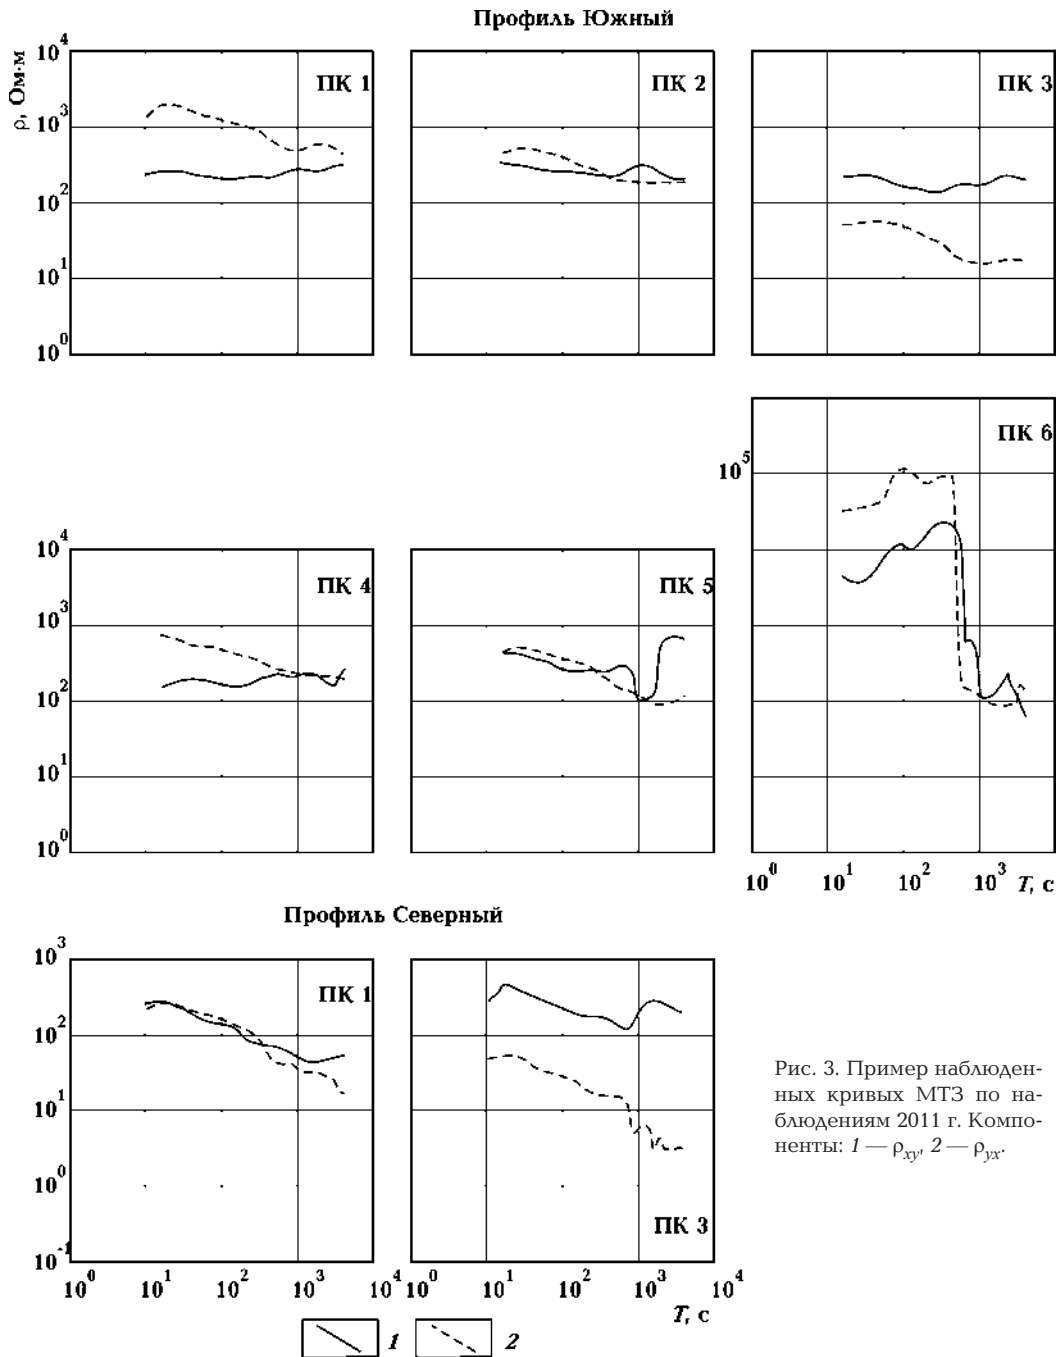 Профиль Южный
ρ, Ом·м
10^4
10^3
10^2
10^1
10^0
ПК 1
ПК 2
ПК 3
ПК 6
10^5
10^4
10^3
10^2
10^1
10^0
ПК 4
ПК 5
10^0 10^1 10^2 10^3 T, с
Профиль Северный
10^3
10^2
10^1
10^0
10^-1
ПК 1
ПК 3
10^0 10^1 10^2 10^3 10^4 10^0 10^1 10^2 10^3 10^4
T, с
1 2
Рис. 3. Пример наблюден-
ных кривых МТЗ по на-
блюдениям 2011 г. Компо-
ненты: 1 — ρxy, 2 — ρyx.